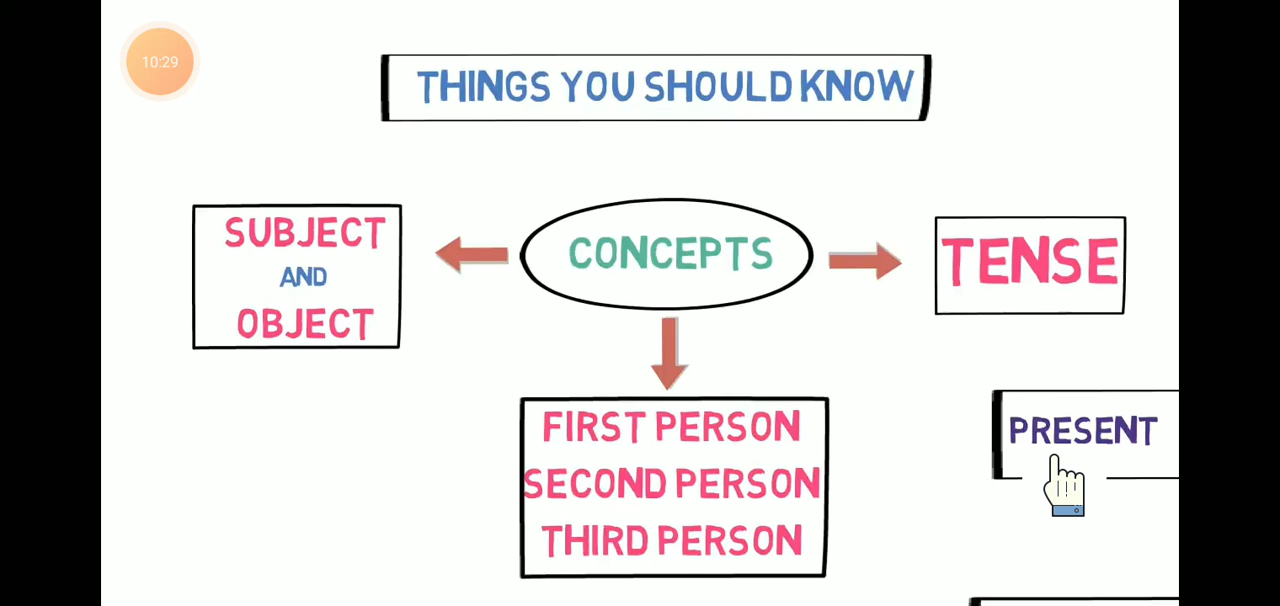 10:29
THINGS YOU SHOULD KNOW
SUBJECT
AND
OBJECT
CONCEPTS
TENSE
FIRST PERSON
SECOND PERSON
THIRD PERSON
PRESENT